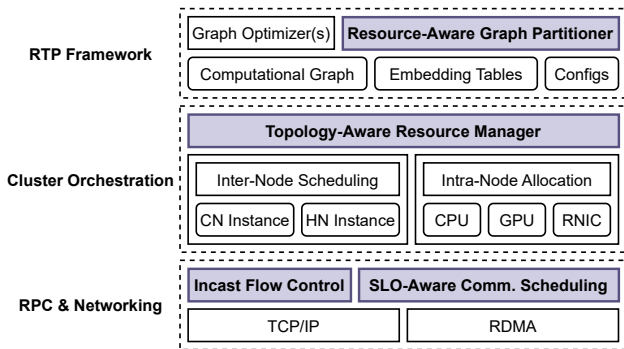 RTP Framework
Graph Optimizer(s) Resource-Aware Graph Partitioner
Computational Graph Embedding Tables Configs
Cluster Orchestration
Topology-Aware Resource Manager
Inter-Node Scheduling Intra-Node Allocation
CN Instance HN Instance CPU GPU RNIC
RPC & Networking
Incast Flow Control SLO-Aware Comm. Scheduling
TCP/IP RDMA